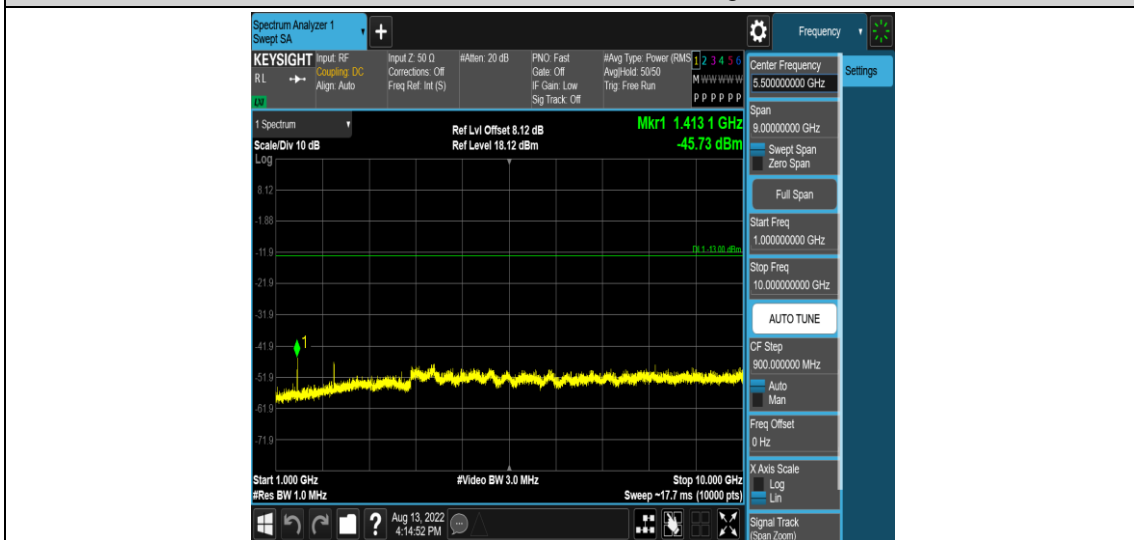 Spectrum Analyzer 1
Swept SA
Frequency
KEYSIGHT
RL
LXI
Input: RF
Coupling: DC
Align: Auto
Input Z: 50 Ω
Corrections: Off
Freq Ref: Int (S)
#Atten: 20 dB
PNO: Fast
Gate: Off
IF Gain: Low
Sig Track: Off
#Avg Type: Power (RMS
Avg|Hold: 50/50
Trig: Free Run
1 2 3 4 5 6
M W W W W W
P P P P P P
1 Spectrum
Scale/Div 10 dB
Ref Lvl Offset 8.12 dB
Ref Level 18.12 dBm
Mkr1 1.413 1 GHz
-45.73 dBm
Log
8.12
-1.88
-11.9
DL1 -13.00 dBm
-21.9
-31.9
-41.9
1
-51.9
-61.9
-71.9
Start 1.000 GHz
#Res BW 1.0 MHz
#Video BW 3.0 MHz
Stop 10.000 GHz
Sweep ~17.7 ms (10000 pts)
Aug 13, 2022
4:14:52 PM
Center Frequency
5.500000000 GHz
Settings
Span
9.00000000 GHz
Swept Span
Zero Span
Full Span
Start Freq
1.000000000 GHz
Stop Freq
10.000000000 GHz
AUTO TUNE
CF Step
900.000000 MHz
Auto
Man
Freq Offset
0 Hz
X Axis Scale
Log
Lin
Signal Track
(Span Zoom)